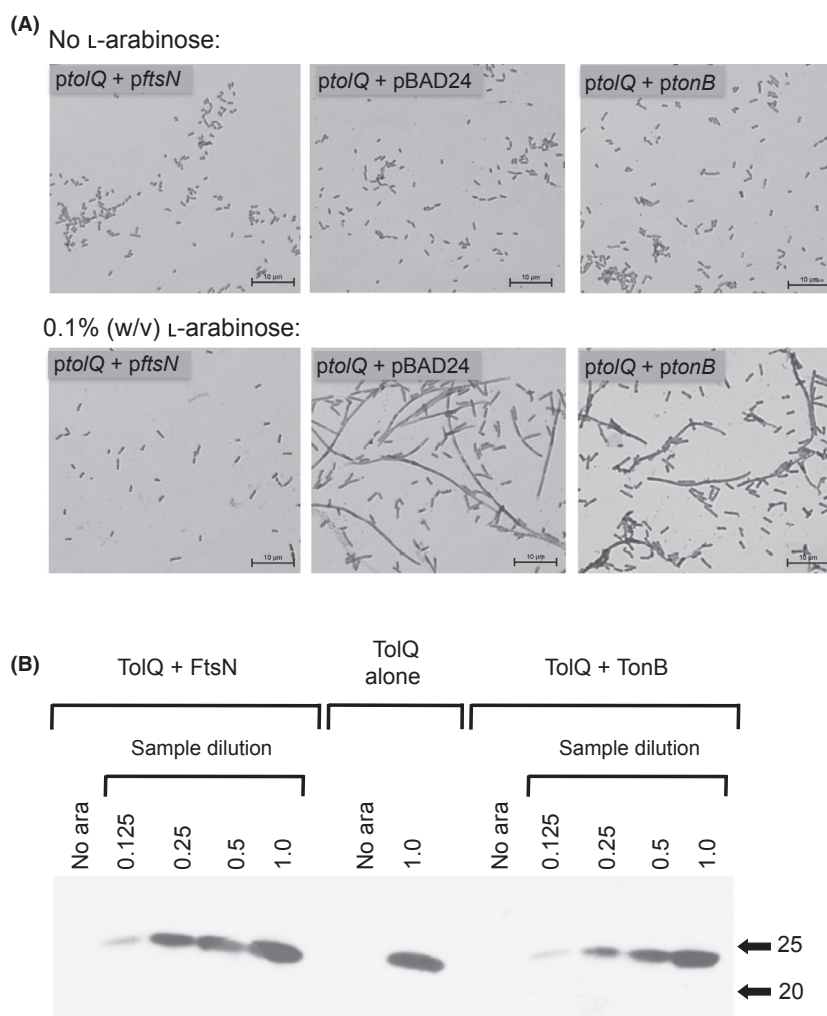 (A)
No L-arabinose:
ptolQ + pftsN
ptolQ + pBAD24
ptolQ + ptonB
10 µm
10 µm
10 µm
0.1% (w/v) L-arabinose:
ptolQ + pftsN
ptolQ + pBAD24
ptolQ + ptonB
10 µm
10 µm
10 µm
(B)
TolQ + FtsN
TolQ
alone
TolQ + TonB
Sample dilution
Sample dilution
No ara
0.125
0.25
0.5
1.0
No ara
1.0
No ara
0.125
0.25
0.5
1.0
25
20